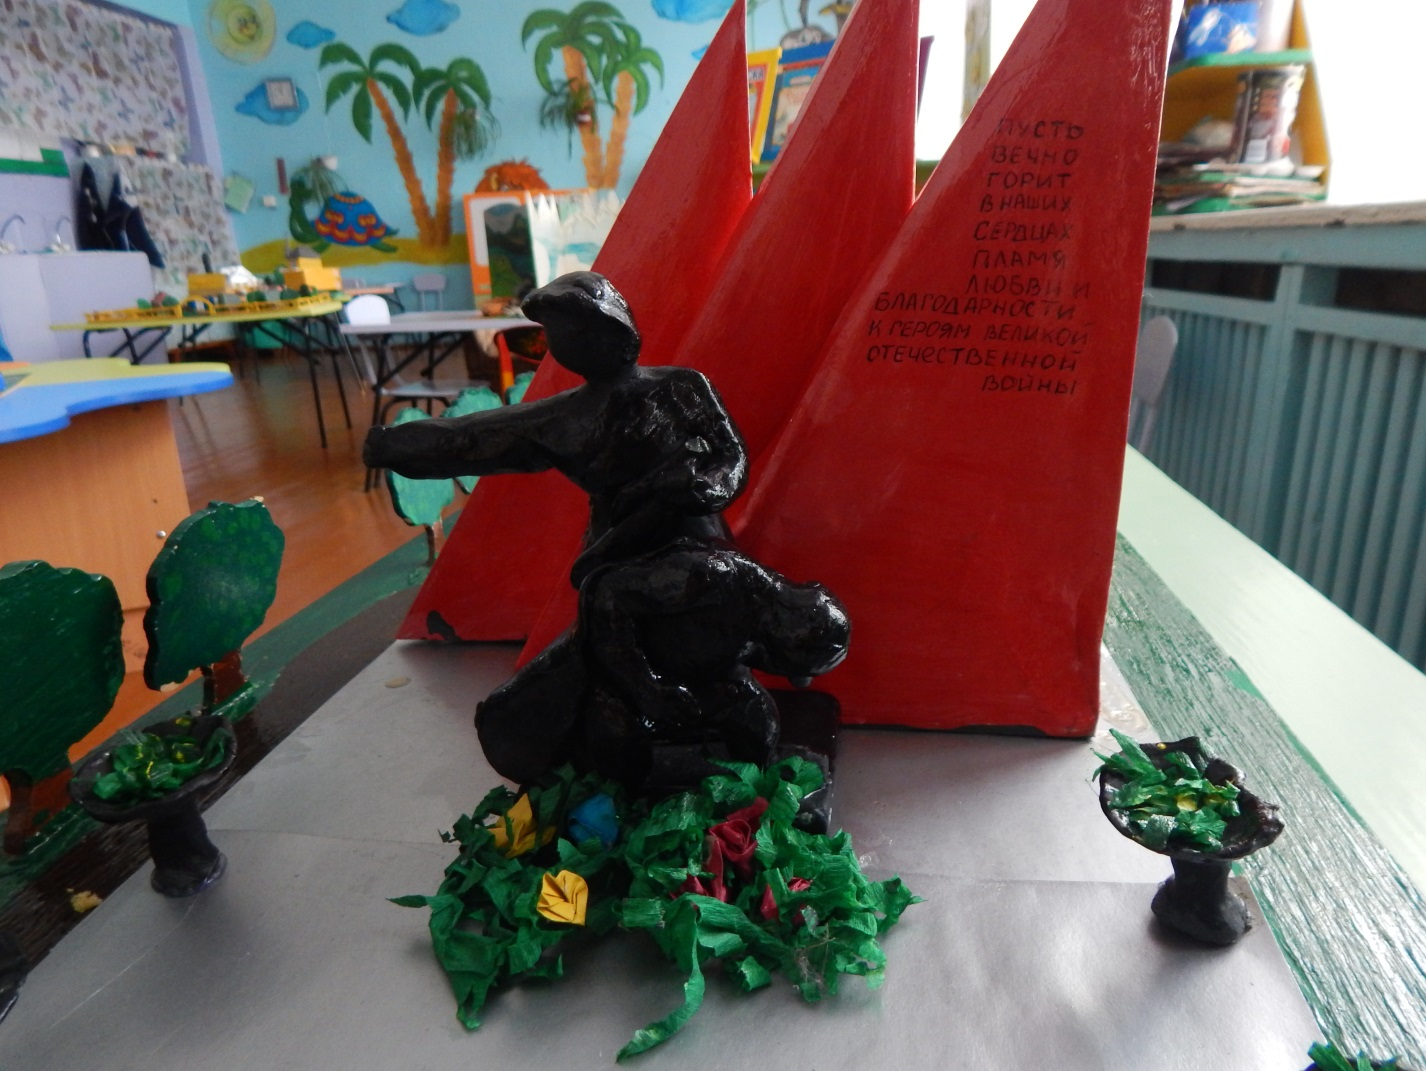 ПУСТЬ
ВЕЧНО
ГОРИТ
В НАШИХ
СЕРДЦАХ
ПЛАМЯ
ЛЮБВИ И
БЛАГОДАРНОСТИ
К ГЕРОЯМ ВЕЛИКОЙ
ОТЕЧЕСТВЕННОЙ
ВОЙНЫ